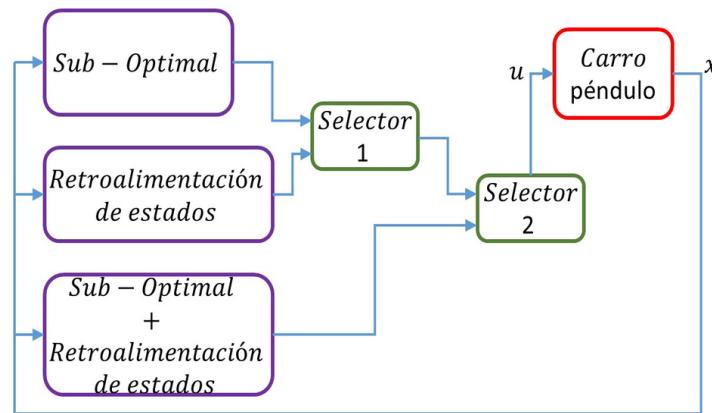 Sub − Optimal
Retroalimentación
de estados
Sub − Optimal
+
Retroalimentación
de estados
Selector
1
Selector
2
u
Carro
péndulo
x